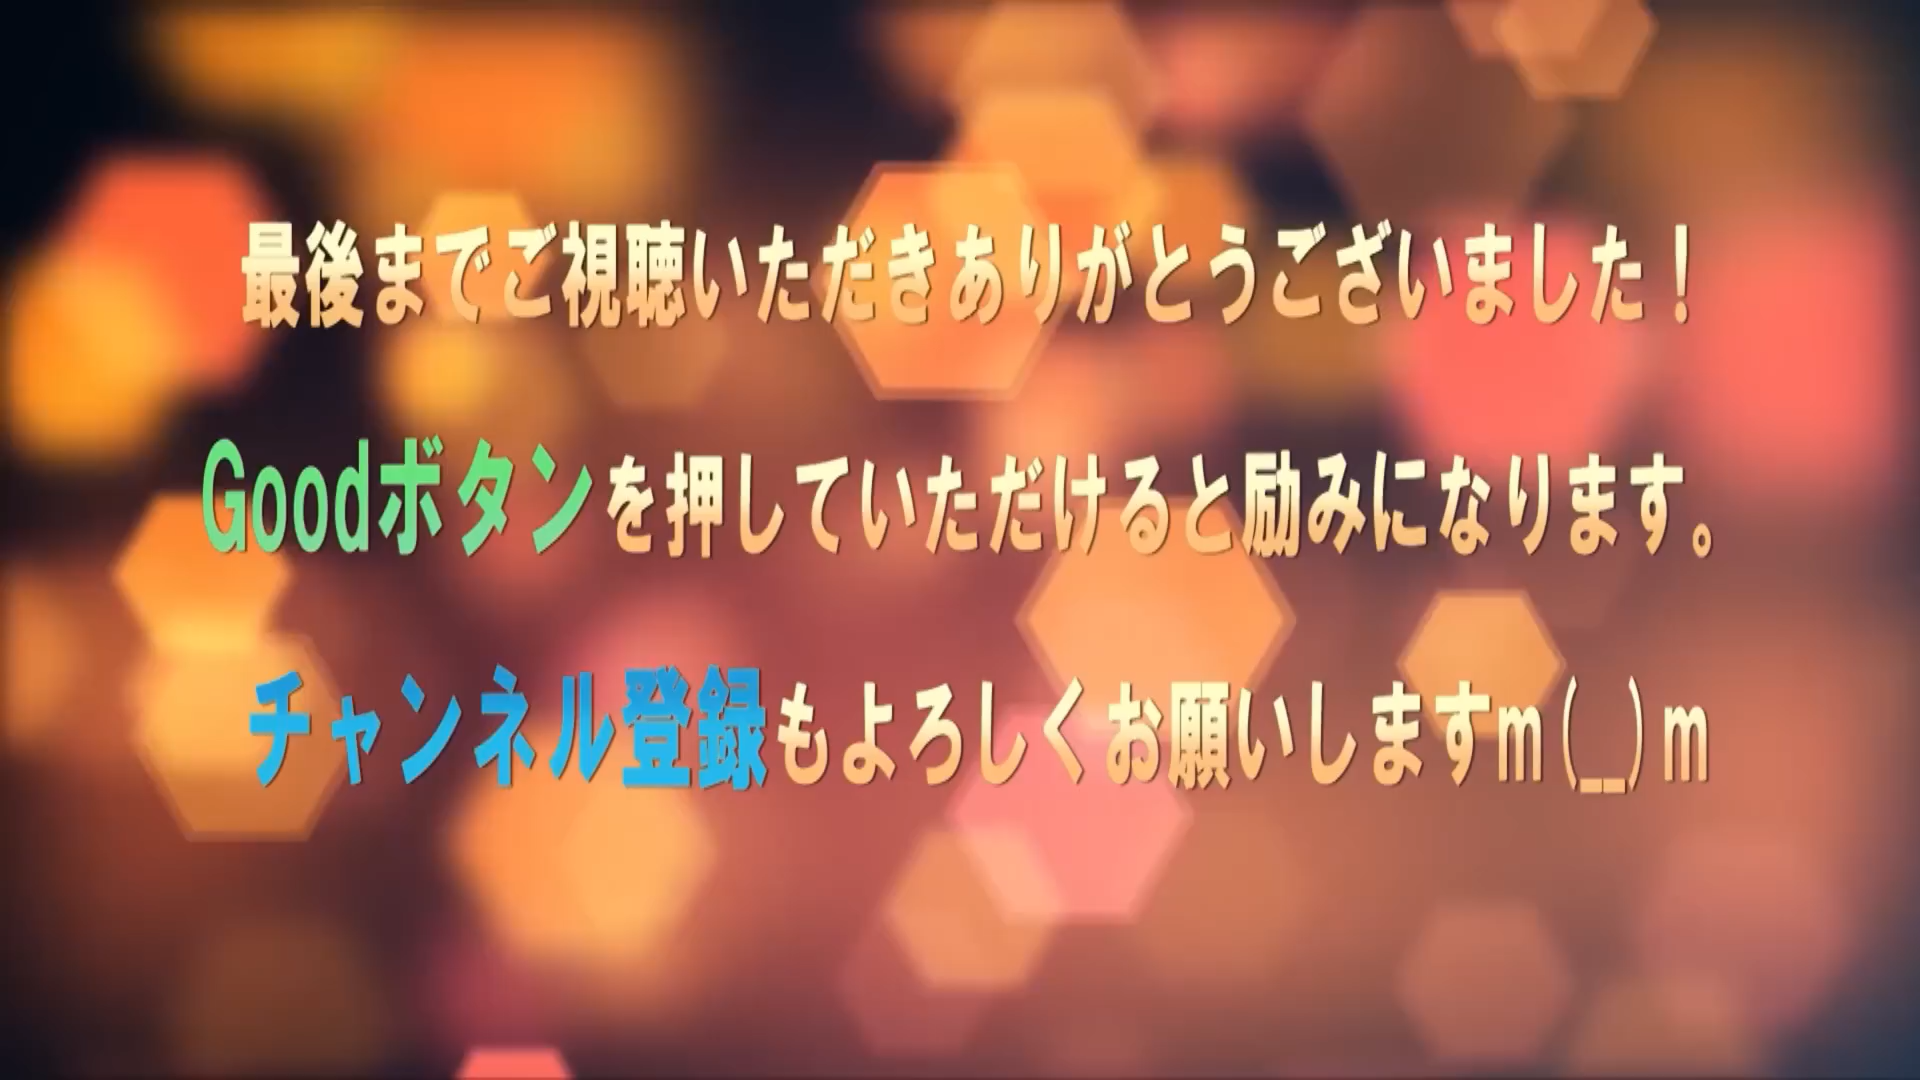 最後までご視聴いただきありがとうございました！
Goodボタンを押していただけると励みになります。
チャンネル登録もよろしくお願いしますm(__)m